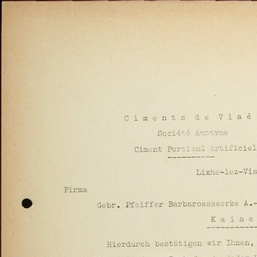 Ciments de Visé
Société Anonyme
Ciment Portland Artificiel
Lixhe-lez-Vis
Firma
Gebr. Pfeiffer Barbarossawerke A.-
Kaise
Hierdurch bestätigen wir Ihnen,